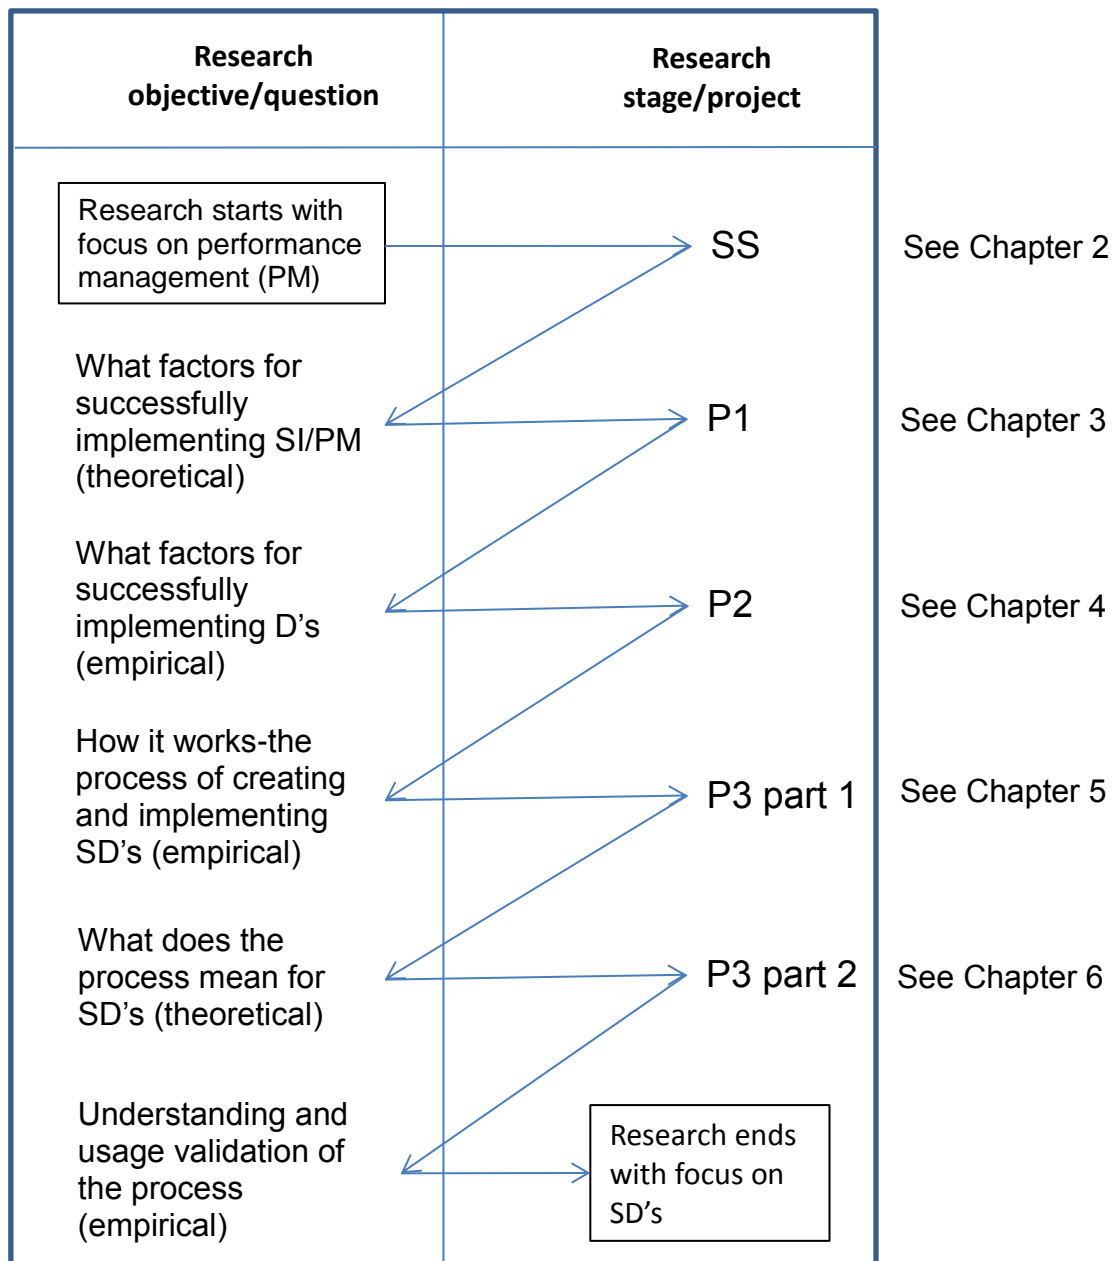 Research
objective/question
Research
stage/project
Research starts with
focus on performance
management (PM)
SS
See Chapter 2
What factors for
successfully
implementing SI/PM
(theoretical)
P1
See Chapter 3
What factors for
successfully
implementing D’s
(empirical)
P2
See Chapter 4
How it works-the
process of creating
and implementing
SD’s (empirical)
P3 part 1
See Chapter 5
What does the
process mean for
SD’s (theoretical)
P3 part 2
See Chapter 6
Understanding and
usage validation of
the process
(empirical)
Research ends
with focus on
SD’s